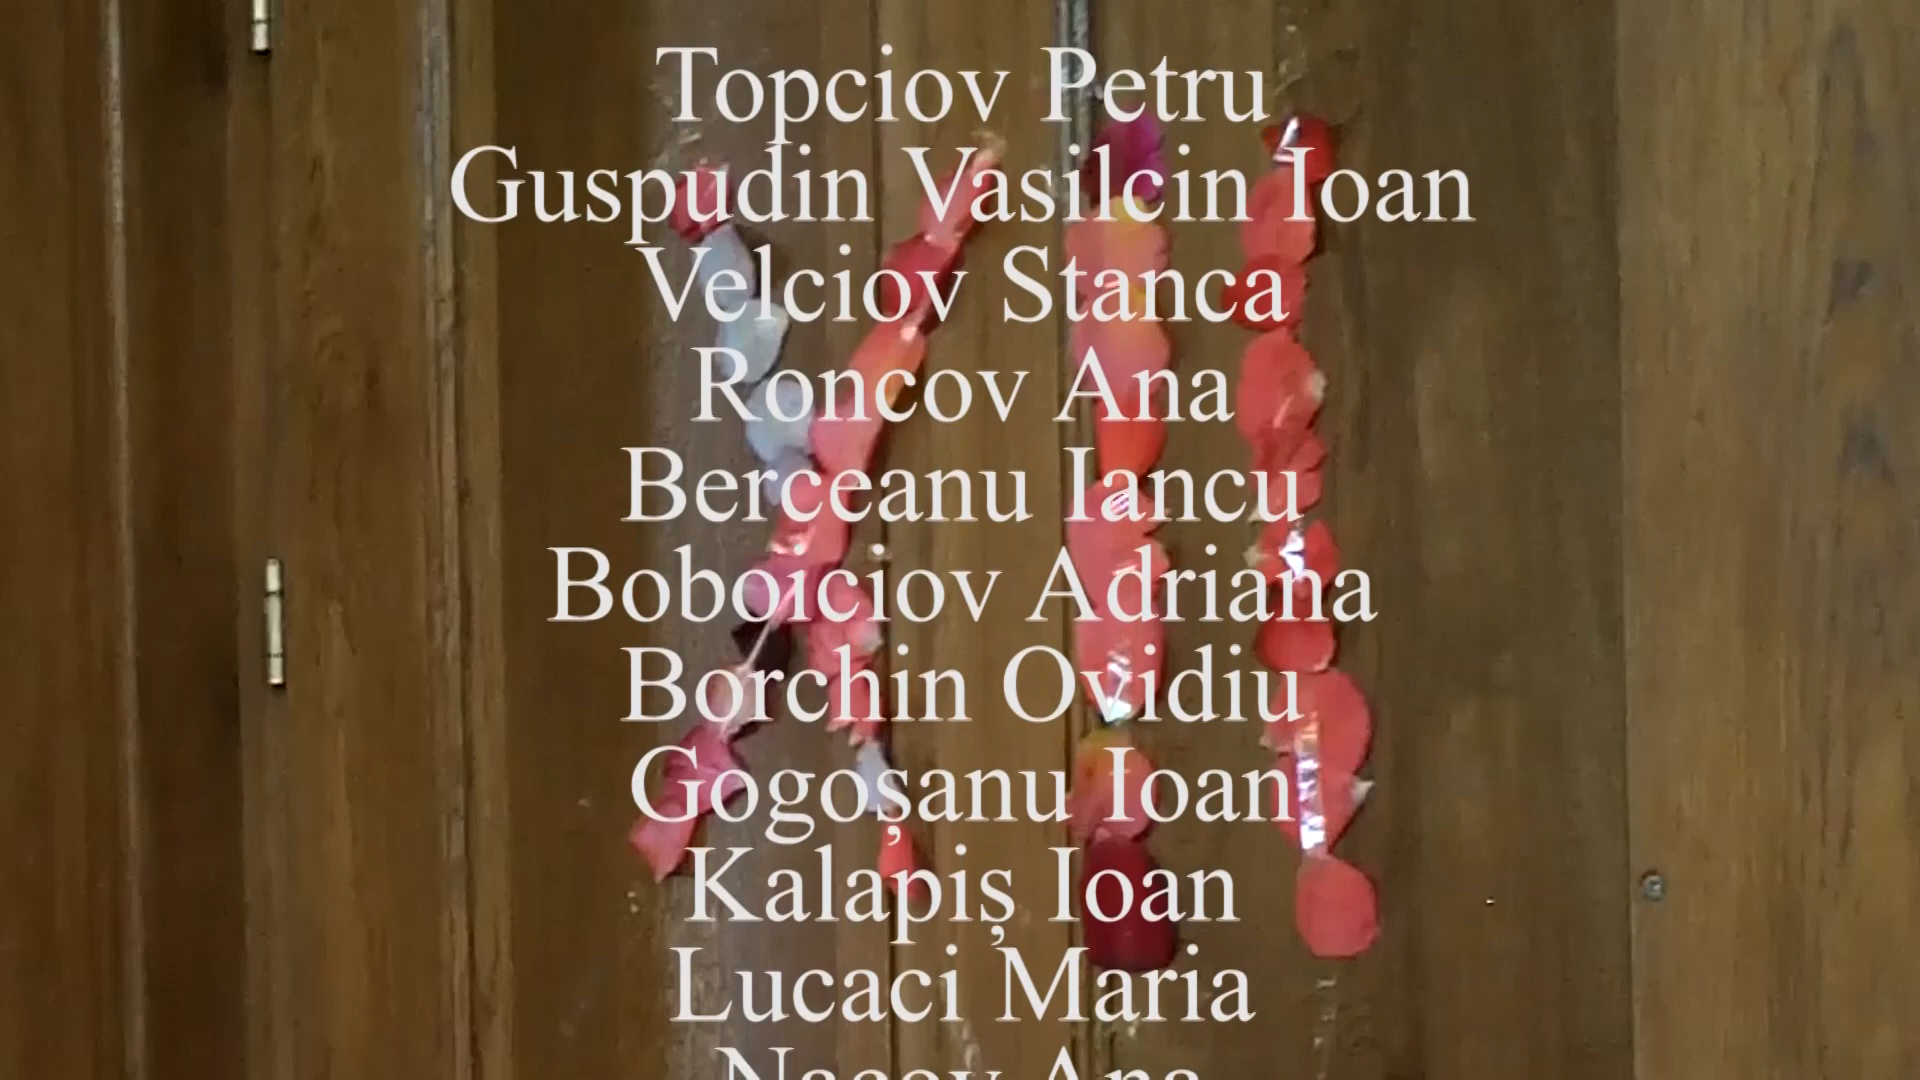 Topciov Petru
Guspudin Vasilcin Ioan
Velciov Stanca
Roncov Ana
Berceanu Iancu
Boboiciov Adriana
Borchin Ovidiu
Gogoșanu Ioan
Kalapiș Ioan
Lucaci Maria
Ana